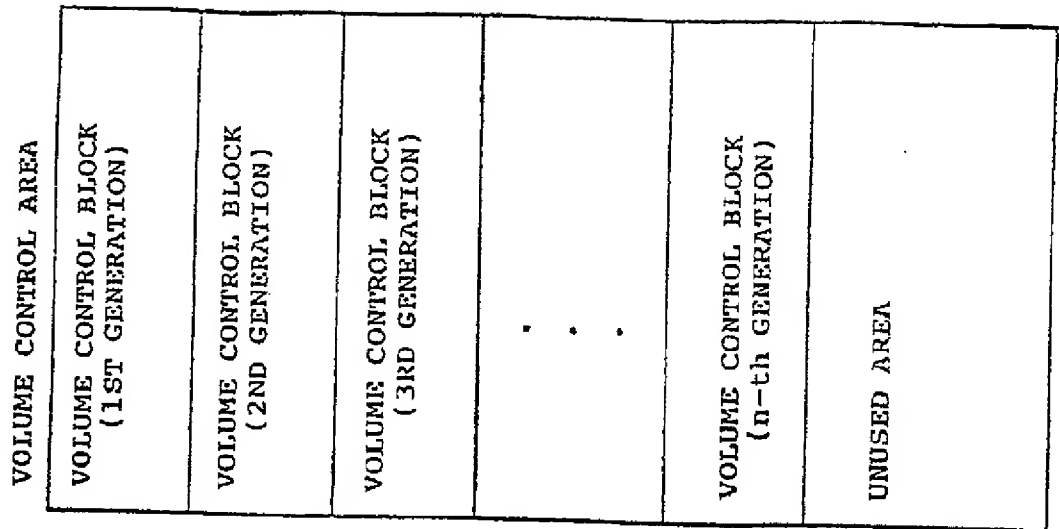 VOLUME CONTROL AREA
VOLUME CONTROL BLOCK
(1ST GENERATION)
VOLUME CONTROL BLOCK
(2ND GENERATION)
VOLUME CONTROL BLOCK
(3RD GENERATION)
. . .
VOLUME CONTROL BLOCK
(n-th GENERATION)
UNUSED AREA